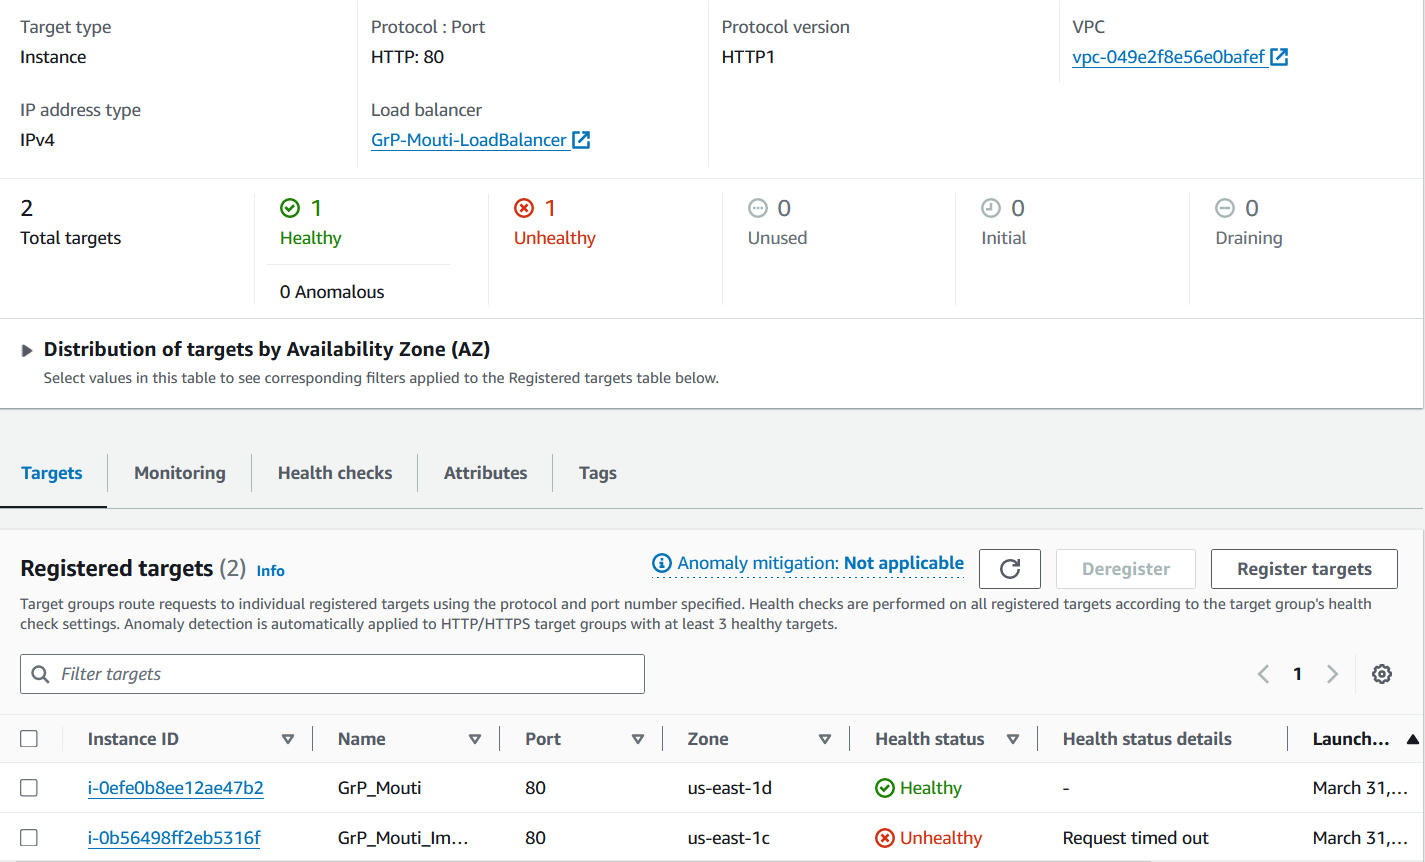 Target type
Instance
Protocol : Port
HTTP: 80
Protocol version
HTTP1
VPC
vpc-049e2f8e56e0bafef
IP address type
IPv4
Load balancer
GrP-Mouti-LoadBalancer
2
Total targets
1
Healthy
0 Anomalous
1
Unhealthy
0
Unused
0
Initial
0
Draining
Distribution of targets by Availability Zone (AZ)
Select values in this table to see corresponding filters applied to the Registered targets table below.
Targets
Monitoring
Health checks
Attributes
Tags
Registered targets (2) Info
Anomaly mitigation: Not applicable
Deregister
Register targets
Target groups route requests to individual registered targets using the protocol and port number specified. Health checks are performed on all registered targets according to the target group's health
check settings. Anomaly detection is automatically applied to HTTP/HTTPS target groups with at least 3 healthy targets.
Filter targets
1
Instance ID Name Port Zone Health status Health status details Launch...
i-0efe0b8ee12ae47b2 GrP_Mouti 80 us-east-1d Healthy - March 31,...
i-0b56498ff2eb5316f GrP_Mouti_Im... 80 us-east-1c Unhealthy Request timed out March 31,...